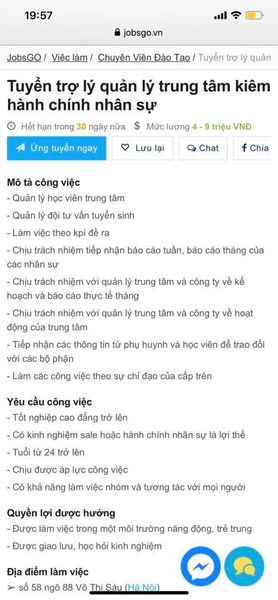 19:57
jobsgo.vn
JobsGO / Việc làm / Chuyên Viên Đào Tạo / Tuyển trợ lý quản
Tuyển trợ lý quản lý trung tâm kiêm
hành chính nhân sự
Hết hạn trong 30 ngày nữa $ Mức lương 4 - 9 triệu VNĐ
Ứng tuyển ngay Lưu lại Chat Chia
Mô tả công việc
- Quản lý học viên trung tâm
- Quản lý đội tư vấn tuyển sinh
- Làm việc theo kpi đề ra
- Chịu trách nhiệm tiếp nhận báo cáo tuần, báo cáo tháng của
các nhân sự
- Chịu trách nhiệm với quản lý trung tâm và công ty về kế
hoạch và báo cáo thực tế tháng
- Chịu trách nhiệm với quản lý trung tâm và công ty về hoạt
động của trung tâm
- Tiếp nhận các thông tin từ phụ huynh và học viên để trao đổi
với các bộ phận
- Làm các công việc theo sự chỉ đạo của cấp trên
Yêu cầu công việc
- Tốt nghiệp cao đẳng trở lên
- Có kinh nghiệm sale hoặc hành chính nhân sự là lợi thế
- Tuổi từ 24 trở lên
- Chịu được áp lực công việc
- Có khả năng làm việc nhóm và tương tác với mọi người
Quyền lợi được hưởng
- Được làm việc trong một môi trường năng động, trẻ trung
- Được giao lưu, học hỏi kinh nghiệm
Địa điểm làm việc
➢ số 58 ngõ 88 Võ Thị Sáu (Hà Nội)